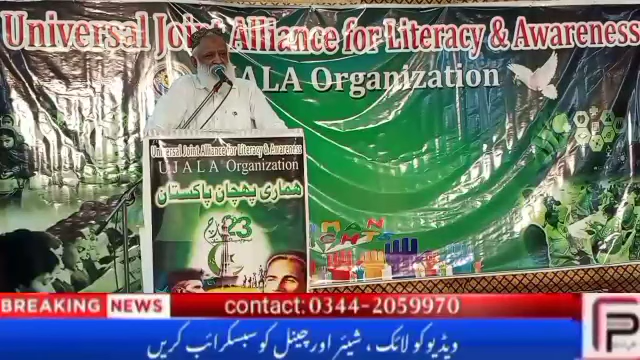 Universal Joint Alliance for Literacy & Awareness
UJALA Organization
Universal Joint Alliance for Literacy & Awareness
UJALA Organization
ھماری پہچان پاکستان
23
BREAKING NEWS
contact:0344-2059970
ویڈیو کو لائک ، شیئر اور چینل کو سبسکرائب کریں